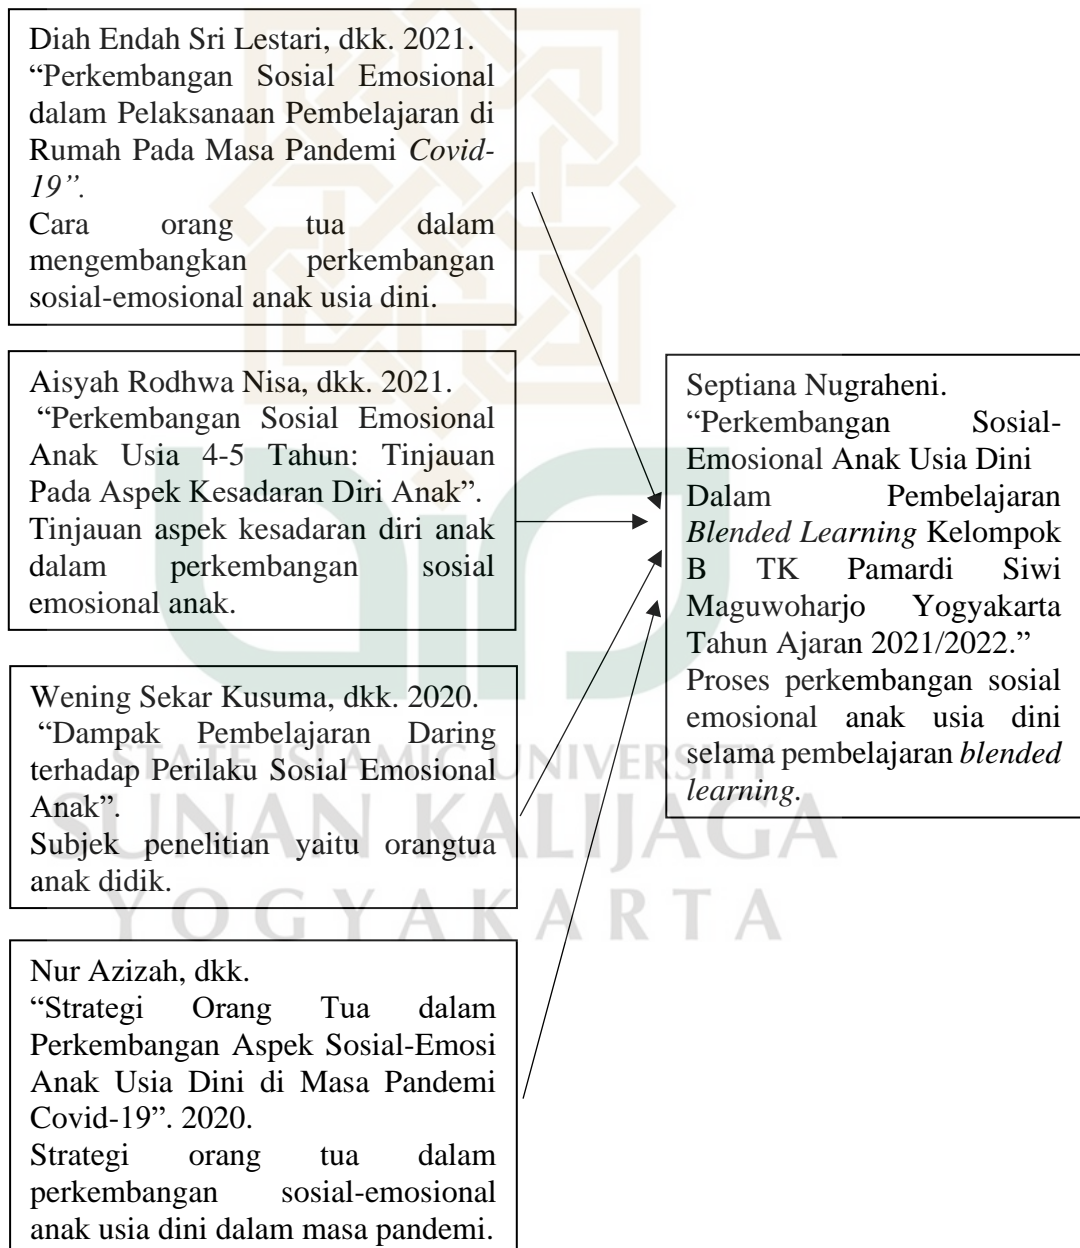 Diah Endah Sri Lestari, dkk. 2021.
“Perkembangan Sosial Emosional
dalam Pelaksanaan Pembelajaran di
Rumah Pada Masa Pandemi Covid-
19”.
Cara orang tua dalam
mengembangkan perkembangan
sosial-emosional anak usia dini.
Aisyah Rodhwa Nisa, dkk. 2021.
“Perkembangan Sosial Emosional
Anak Usia 4-5 Tahun: Tinjauan
Pada Aspek Kesadaran Diri Anak”.
Tinjauan aspek kesadaran diri anak
dalam perkembangan sosial
emosional anak.
Wening Sekar Kusuma, dkk. 2020.
“Dampak Pembelajaran Daring
terhadap Perilaku Sosial Emosional
Anak”.
Subjek penelitian yaitu orangtua
anak didik.
Nur Azizah, dkk.
“Strategi Orang Tua dalam
Perkembangan Aspek Sosial-Emosi
Anak Usia Dini di Masa Pandemi
Covid-19”. 2020.
Strategi orang tua dalam
perkembangan sosial-emosional
anak usia dini dalam masa pandemi.
Septiana Nugraheni.
“Perkembangan Sosial-
Emosional Anak Usia Dini
Dalam Pembelajaran
Blended Learning Kelompok
B TK Pamardi Siwi
Maguwoharjo Yogyakarta
Tahun Ajaran 2021/2022.”
Proses perkembangan sosial
emosional anak usia dini
selama pembelajaran blended
learning.
STATE ISLAMIC UNIVERSITY
SUNAN KALIJAGA
YOGYAKARTA